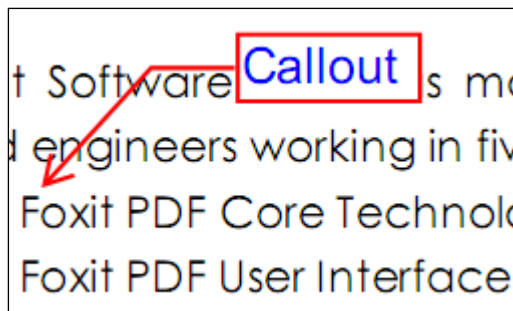 t Software Callout s mo
d engineers working in fiv
Foxit PDF Core Technolo
Foxit PDF User Interface